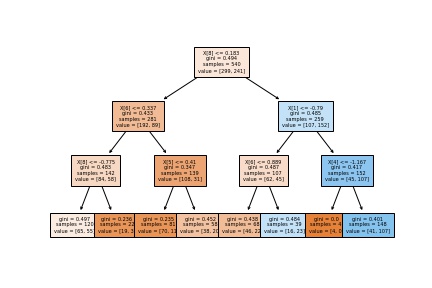 X[8] <= 0.183
gini = 0.494
samples = 540
value = [299, 241]
X[6] <= 0.337
gini = 0.433
samples = 281
value = [192, 89]
X[1] <= -0.79
gini = 0.485
samples = 259
value = [107, 152]
X[8] <= -0.775
gini = 0.483
samples = 142
value = [84, 58]
X[5] <= 0.41
gini = 0.347
samples = 139
value = [108, 31]
X[6] <= 0.889
gini = 0.487
samples = 107
value = [62, 45]
X[4] <= -1.167
gini = 0.417
samples = 152
value = [45, 107]
gini = 0.497
samples = 120
value = [65, 55]
gini = 0.236
samples = 22
value = [19, 3
gini = 0.235
samples = 81
value = [70, 11
gini = 0.452
samples = 58
value = [38, 20
gini = 0.438
samples = 68
value = [46, 22
gini = 0.484
samples = 39
value = [16, 23]
gini = 0.0
samples = 4
value = [4, 0
gini = 0.401
samples = 148
value = [41, 107]